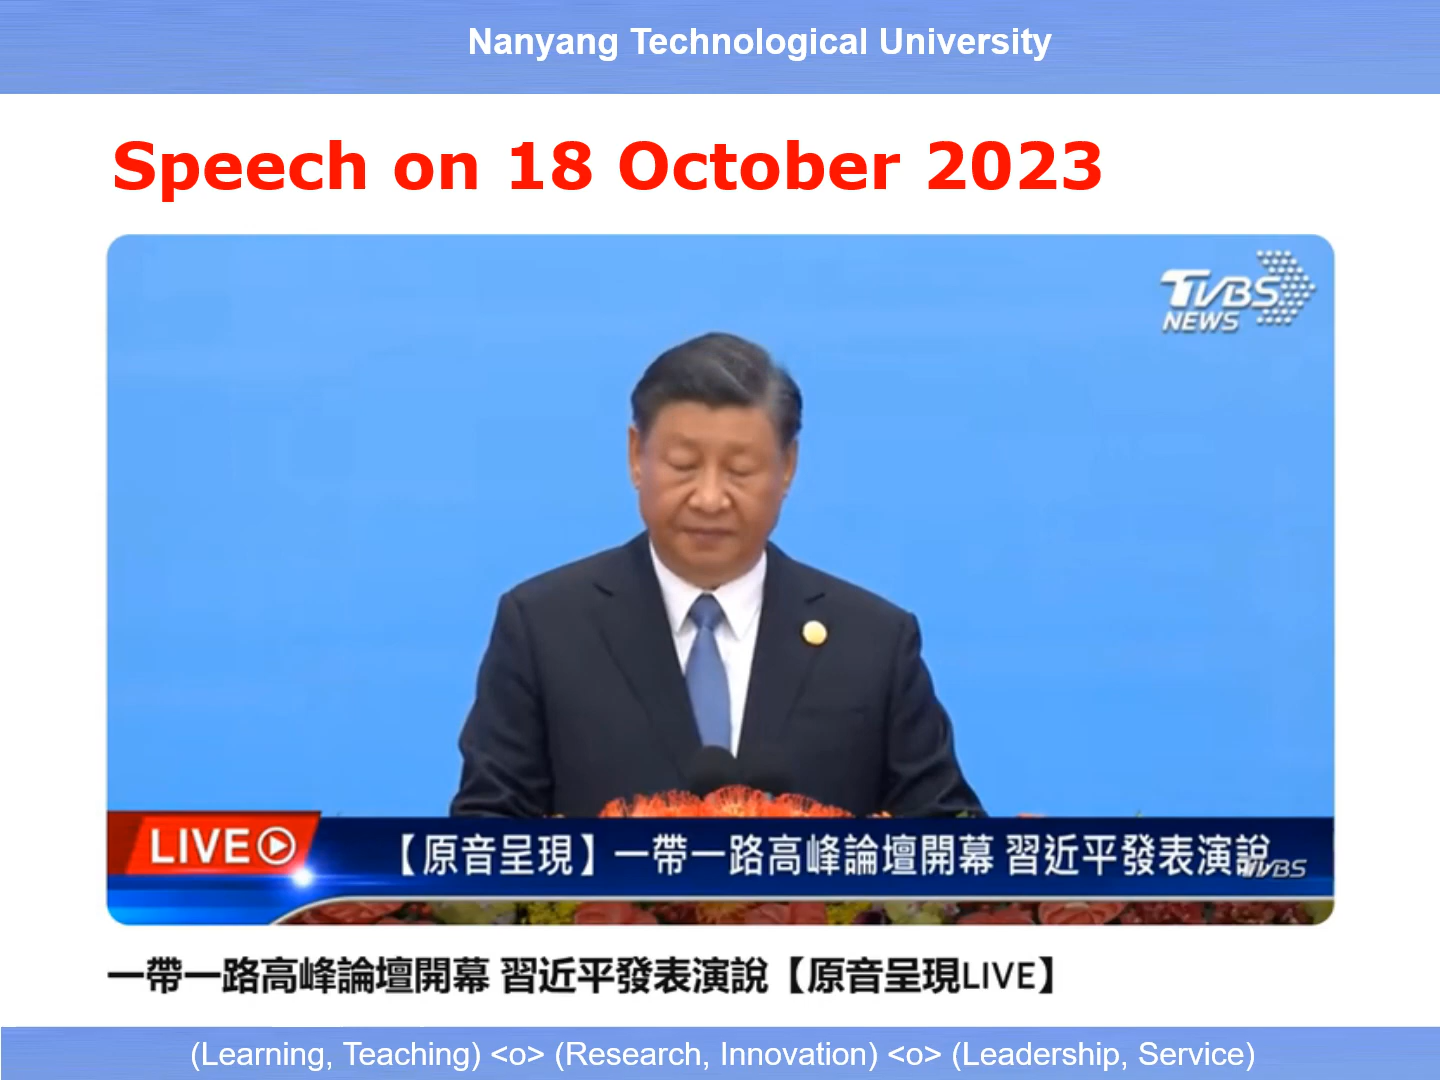 Nanyang Technological University
Speech on 18 October 2023
TVBS
NEWS
LIVE
【原音呈現】一帶一路高峰論壇開幕 習近平發表演說
TVBS
一帶一路高峰論壇開幕 習近平發表演說【原音呈現LIVE】
(Learning, Teaching) <o> (Research, Innovation) <o> (Leadership, Service)